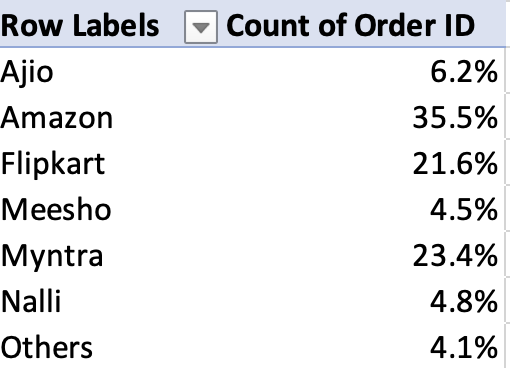 Row Labels Count of Order ID
Ajio 6.2%
Amazon 35.5%
Flipkart 21.6%
Meesho 4.5%
Myntra 23.4%
Nalli 4.8%
Others 4.1%